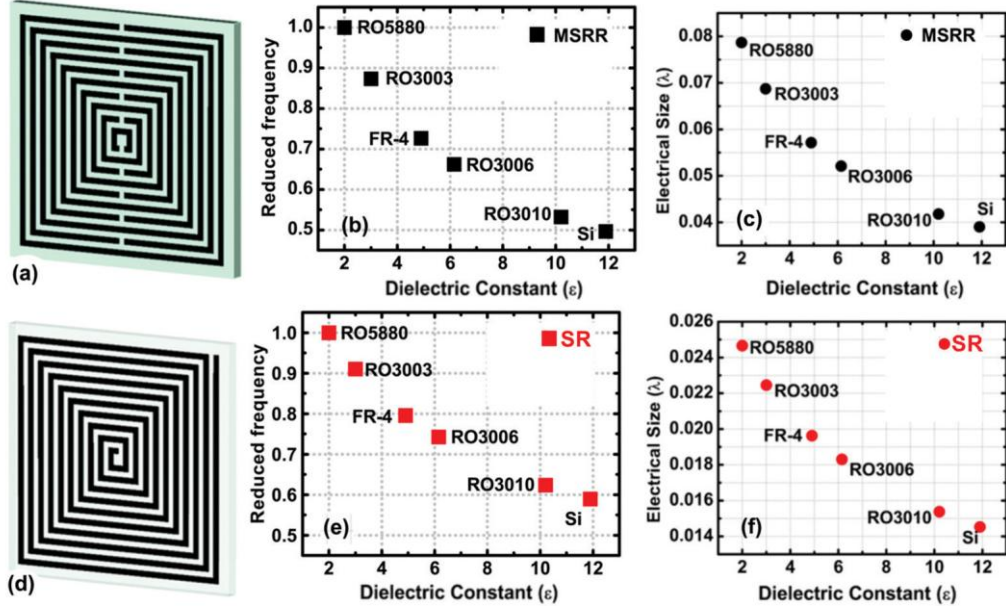 (a)
Reduced frequency
1.0
0.9
0.8
0.7
0.6
0.5
RO5880
MSRR
RO3003
FR-4
RO3006
RO3010
Si
(b)
2 4 6 8 10 12
Dielectric Constant (ε)
Electrical Size (λ)
0.08
0.07
0.06
0.05
0.04
RO5880
MSRR
RO3003
FR-4
RO3006
RO3010
Si
(c)
2 4 6 8 10 12
Dielectric Constant (ε)
(d)
Reduced frequency
1.0
0.9
0.8
0.7
0.6
0.5
RO5880
SR
RO3003
FR-4
RO3006
RO3010
Si
(e)
2 4 6 8 10 12
Dielectric Constant (ε)
Electrical Size (λ)
0.026
0.024
0.022
0.020
0.018
0.016
0.014
RO5880
SR
RO3003
FR-4
RO3006
RO3010
Si
(f)
2 4 6 8 10 12
Dielectric Constant (ε)